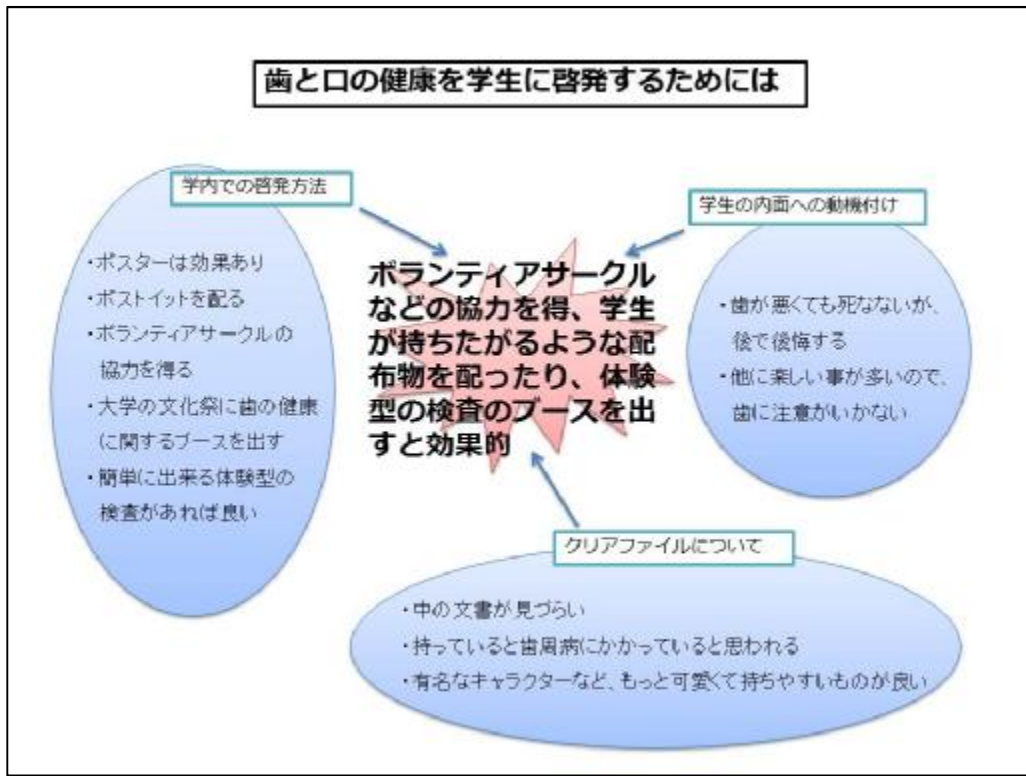 歯と口の健康を学生に啓発するためには
学内での啓発方法
・ポスターは効果あり
・ポストイットを配る
・ボランティアサークルの
協力を得る
・大学の文化祭に歯の健康
に関するブースを出す
・簡単に出来る体験型の
検査があれば良い
ボランティアサークル
などの協力を得、学生
が持ちたがるような配
布物を配ったり、体験
型の検査のブースを出
すと効果的
学生の内面への動機付け
・歯が悪くても死なないが、
後で後悔する
・他に楽しい事が多いので、
歯に注意がいかない
クリアファイルについて
・中の文書が見づらい
・持っていると歯周病にかかっていると思われる
・有名なキャラクターなど、もっと可愛くて持ちやすいものが良い